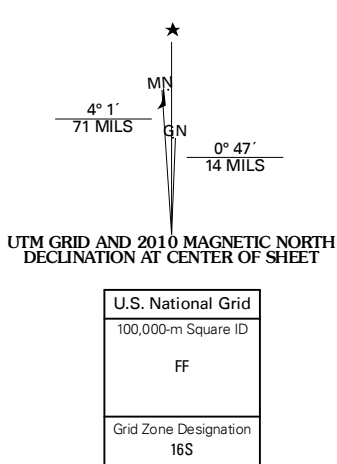 ★
MN
4° 1´
71 MILS
GN
0° 47´
14 MILS
UTM GRID AND 2010 MAGNETIC NORTH
DECLINATION AT CENTER OF SHEET
U.S. National Grid
100,000-m Square ID
FF
Grid Zone Designation
16S